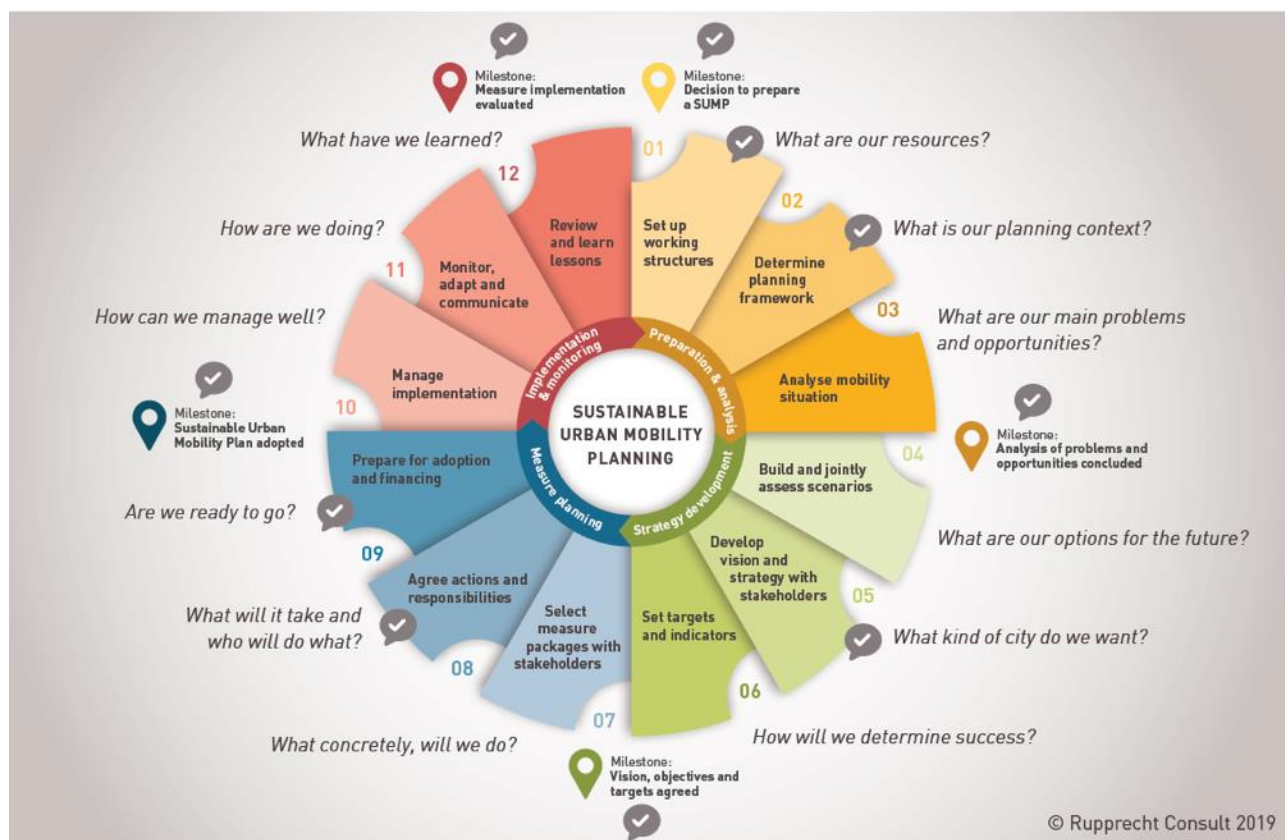 Milestone:
Measure implementation
evaluated
Milestone:
Decision to prepare
a SUMP
What have we learned?
12
Review
and learn
lessons
01
What are our resources?
Set up
working
structures
02
What is our planning context?
Determine
planning
framework
03
What are our main problems
and opportunities?
Analyse mobility
situation
Milestone:
Analysis of problems and
opportunities concluded
04
Build and jointly
assess scenarios
What are our options for the future?
05
Develop
vision and
strategy with
stakeholders
What kind of city do we want?
06
Set targets
and indicators
How will we determine success?
Milestone:
Vision, objectives and
targets agreed
07
Select
measure
packages with
stakeholders
What concretely, will we do?
08
Agree actions and
responsibilities
What will it take and
who will do what?
09
Prepare for adoption
and financing
Are we ready to go?
Milestone:
Sustainable Urban
Mobility Plan adopted
10
Manage
implementation
How can we manage well?
11
Monitor,
adapt and
communicate
How are we doing?
Implementation
& monitoring
Preparation & analysis
Strategy development
Measure planning
SUSTAINABLE
URBAN MOBILITY
PLANNING
© Rupprecht Consult 2019